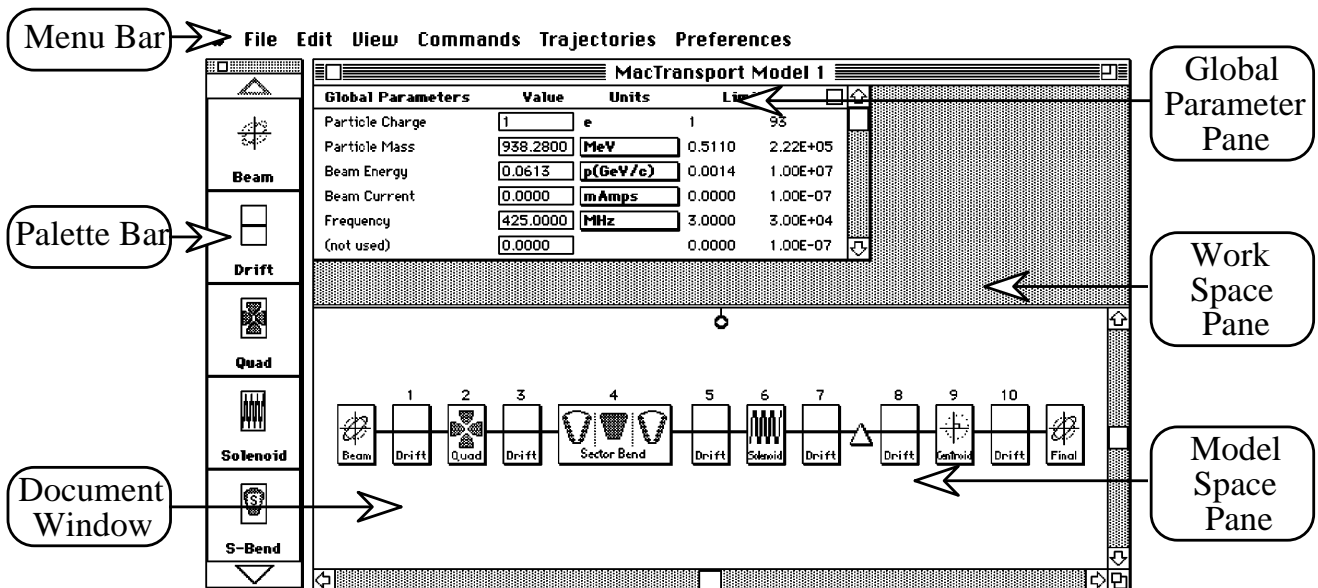 Menu Bar
File Edit View Commands Trajectories Preferences
MacTransport Model 1
Global Parameters Value Units
Particle Charge 1 e 1 93
Particle Mass 938.2800 MeV 0.5110 2.22E+05
Beam Energy 0.0613 p(GeV/c) 0.0014 1.00E+07
Beam Current 0.0000 mAmps 0.0000 1.00E-07
Frequency 425.0000 MHz 3.0000 3.00E+04
(not used) 0.0000 0.0000 1.00E-07
Global
Parameter
Pane
Beam
Palette Bar
Drift
Quad
Solenoid
S
S-Bend
Work
Space
Pane
1 2 3 4 5 6 7 8 9 10
Beam Drift Quad Drift Sector Bend Drift Solenoid Drift Drift Centroid Drift Final
Document
Window
Model
Space
Pane